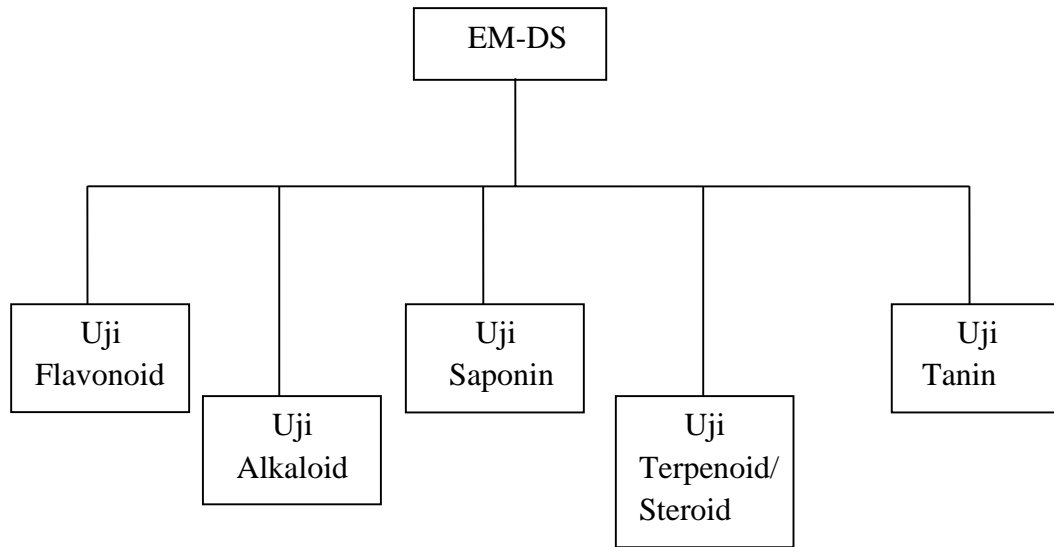 EM-DS
Uji
Flavonoid
Uji
Alkaloid
Uji
Saponin
Uji
Terpenoid/
Steroid
Uji
Tanin